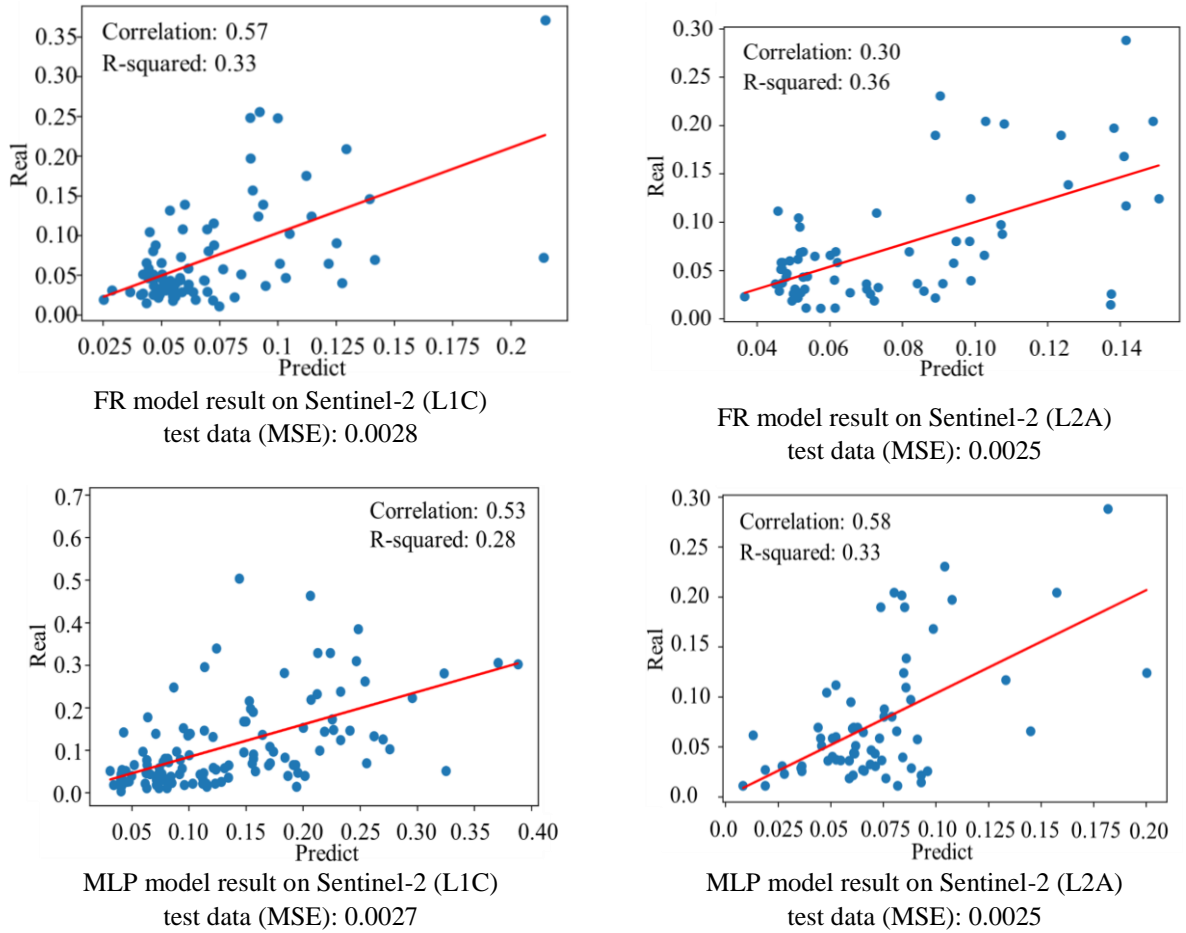 Correlation: 0.57
R-squared: 0.33
Real
0.35
0.30
0.25
0.20
0.15
0.10
0.05
0.00
0.025 0.05 0.075 0.1 0.125 0.15 0.175 0.2
Predict
FR model result on Sentinel-2 (L1C)
test data (MSE): 0.0028
Correlation: 0.30
R-squared: 0.36
Real
0.30
0.25
0.20
0.15
0.10
0.05
0.00
0.04 0.06 0.08 0.10 0.12 0.14
Predict
FR model result on Sentinel-2 (L2A)
test data (MSE): 0.0025
Correlation: 0.53
R-squared: 0.28
Real
0.7
0.6
0.5
0.4
0.3
0.2
0.1
0.0
0.05 0.10 0.15 0.20 0.25 0.30 0.35 0.40
Predict
MLP model result on Sentinel-2 (L1C)
test data (MSE): 0.0027
Correlation: 0.58
R-squared: 0.33
Real
0.30
0.25
0.20
0.15
0.10
0.05
0.0
0.0 0.025 0.05 0.075 0.10 0.125 0.15 0.175 0.20
Predict
MLP model result on Sentinel-2 (L2A)
test data (MSE): 0.0025